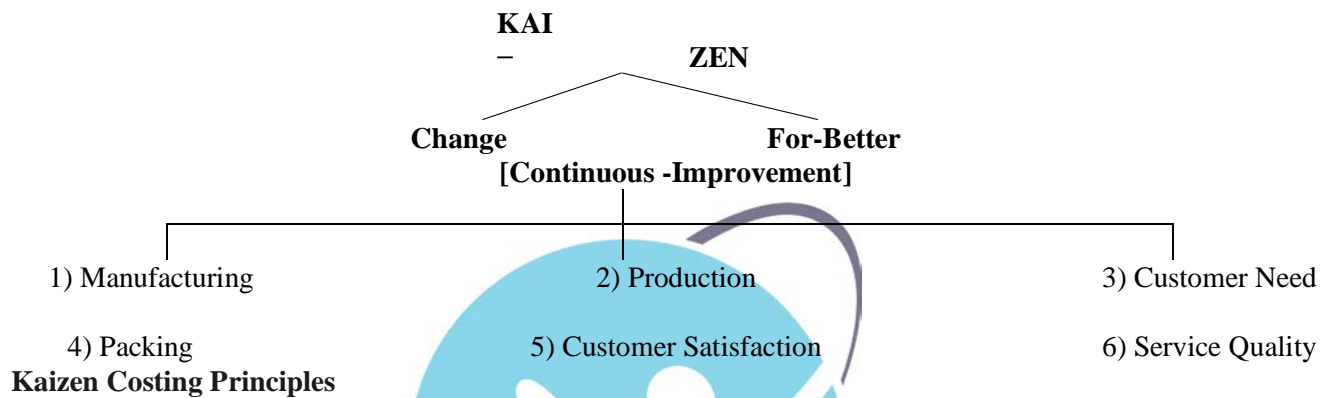 KAI
– ZEN
Change For-Better
[Continuous -Improvement]
1) Manufacturing 2) Production 3) Customer Need
4) Packing 5) Customer Satisfaction 6) Service Quality
Kaizen Costing Principles